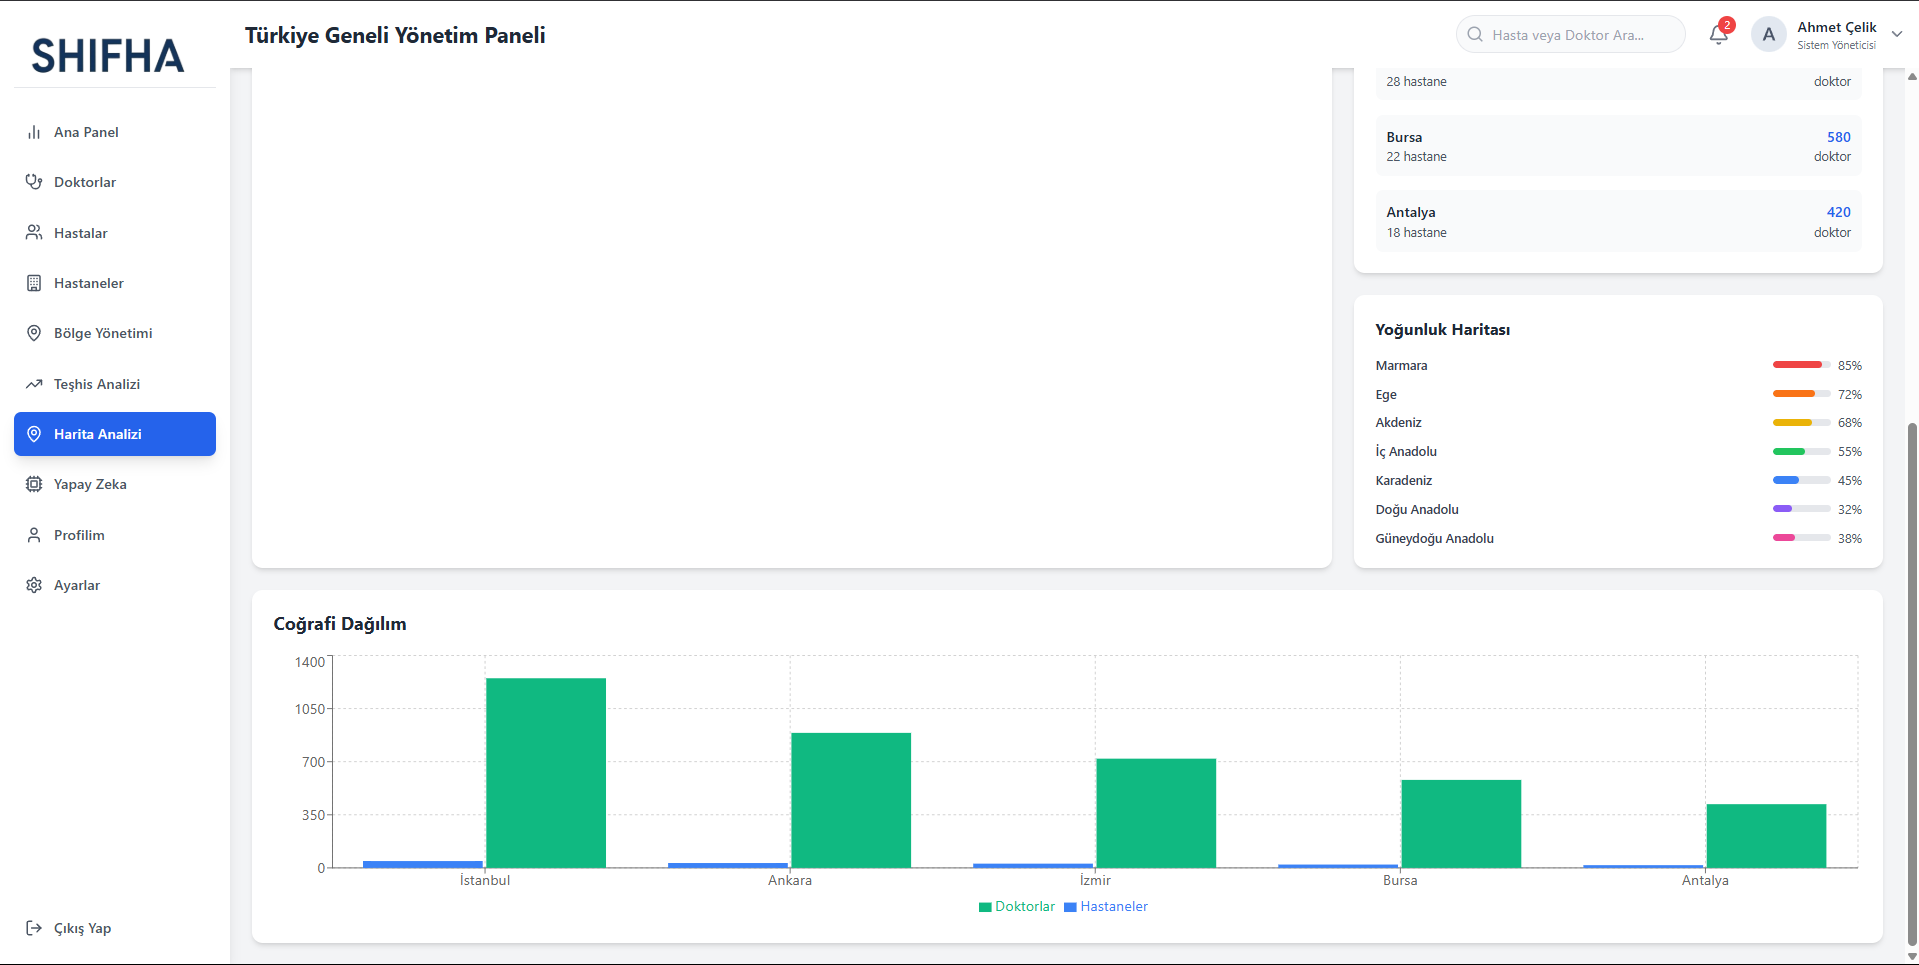 SHIFHA
Ana Panel
Doktorlar
Hastalar
Hastaneler
Bölge Yönetimi
Teşhis Analizi
Harita Analizi
Yapay Zeka
Profilim
Ayarlar
Çıkış Yap
Türkiye Geneli Yönetim Paneli
Hasta veya Doktor Ara...
2
A
Ahmet Çelik
Sistem Yöneticisi
28 hastane doktor
Bursa 580
22 hastane doktor
Antalya 420
18 hastane doktor
Yoğunluk Haritası
Marmara 85%
Ege 72%
Akdeniz 68%
İç Anadolu 55%
Karadeniz 45%
Doğu Anadolu 32%
Güneydoğu Anadolu 38%
Coğrafi Dağılım
1400
1050
700
350
0
İstanbul Ankara İzmir Bursa Antalya
Doktorlar Hastaneler